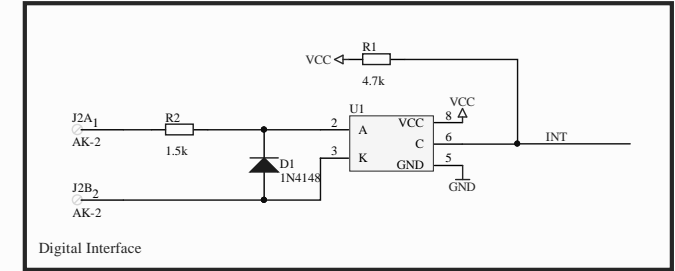 R1
VCC
4.7k
U1
VCC
J2A 1
R2
2 A VCC 8
C 6 INT
AK-2
1.5k
3 K
GND 5
D1
1N4148
GND
J2B 2
AK-2
Digital Interface